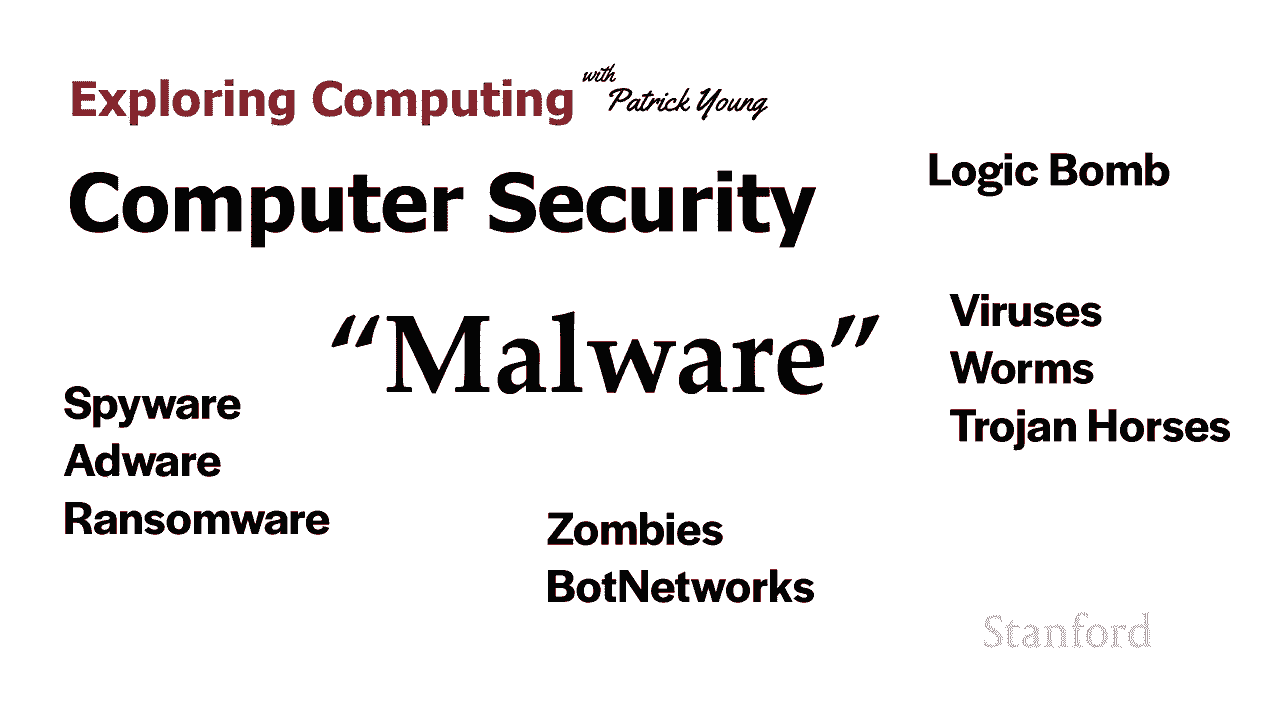 Exploring Computing with Patrick Young
Computer Security
Logic Bomb
“Malware”
Viruses
Worms
Trojan Horses
Spyware
Adware
Ransomware
Zombies
BotNetworks
Stanford